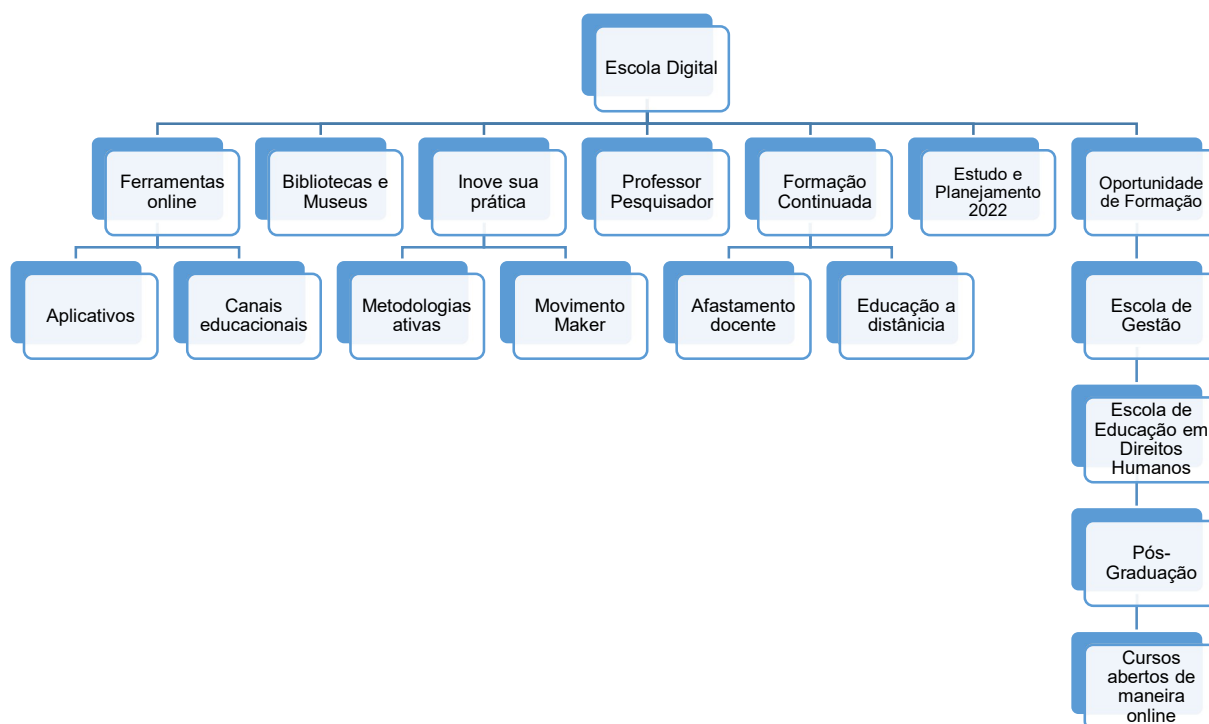 Escola Digital
Ferramentas
online
Bibliotecas e
Museus
Inove sua
prática
Professor
Pesquisador
Formação
Continuada
Estudo e
Planejamento
2022
Oportunidade
de Formação
Aplicativos
Canais
educacionais
Metodologias
ativas
Movimento
Maker
Afastamento
docente
Educação a
distânicia
Escola de
Gestão
Escola de
Educação em
Direitos
Humanos
Pós-
Graduação
Cursos
abertos de
maneira
online